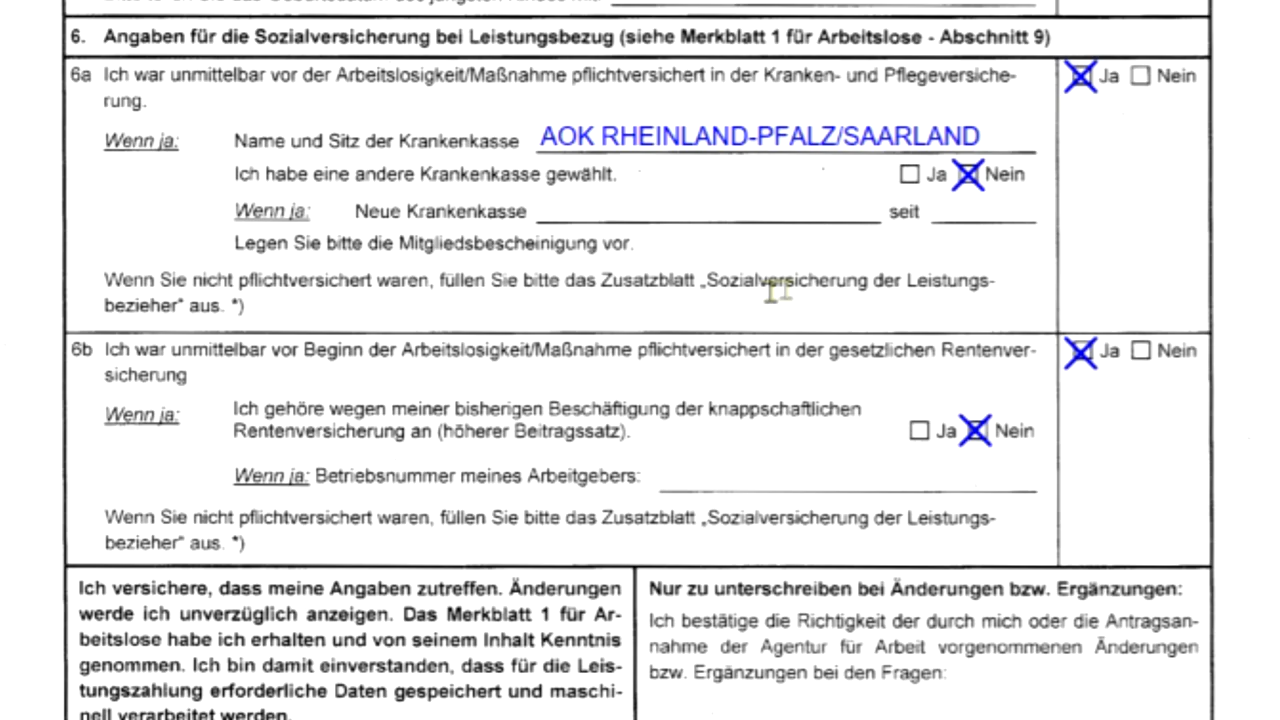 6. Angaben für die Sozialversicherung bei Leistungsbezug (siehe Merkblatt 1 für Arbeitslose - Abschnitt 9)
6a Ich war unmittelbar vor der Arbeitslosigkeit/Maßnahme pflichtversichert in der Kranken- und Pflegeversiche-
rung.
Ja Nein
Wenn ja: Name und Sitz der Krankenkasse AOK RHEINLAND-PFALZ/SAARLAND
Ich habe eine andere Krankenkasse gewählt. Ja Nein
Wenn ja: Neue Krankenkasse seit
Legen Sie bitte die Mitgliedsbescheinigung vor.
Wenn Sie nicht pflichtversichert waren, füllen Sie bitte das Zusatzblatt „Sozialversicherung der Leistungs-
bezieher“ aus. *)
6b Ich war unmittelbar vor Beginn der Arbeitslosigkeit/Maßnahme pflichtversichert in der gesetzlichen Rentenver-
sicherung
Ja Nein
Wenn ja: Ich gehöre wegen meiner bisherigen Beschäftigung der knappschaftlichen
Rentenversicherung an (höherer Beitragssatz). Ja Nein
Wenn ja: Betriebsnummer meines Arbeitgebers:
Wenn Sie nicht pflichtversichert waren, füllen Sie bitte das Zusatzblatt „Sozialversicherung der Leistungs-
bezieher“ aus. *)
Ich versichere, dass meine Angaben zutreffen. Änderungen
werde ich unverzüglich anzeigen. Das Merkblatt 1 für Ar-
beitslose habe ich erhalten und von seinem Inhalt Kenntnis
genommen. Ich bin damit einverstanden, dass für die Leis-
tungszahlung erforderliche Daten gespeichert und maschi-
nell verarbeitet werden.
Nur zu unterschreiben bei Änderungen bzw. Ergänzungen:
Ich bestätige die Richtigkeit der durch mich oder die Antragsan-
nahme der Agentur für Arbeit vorgenommenen Änderungen
bzw. Ergänzungen bei den Fragen: